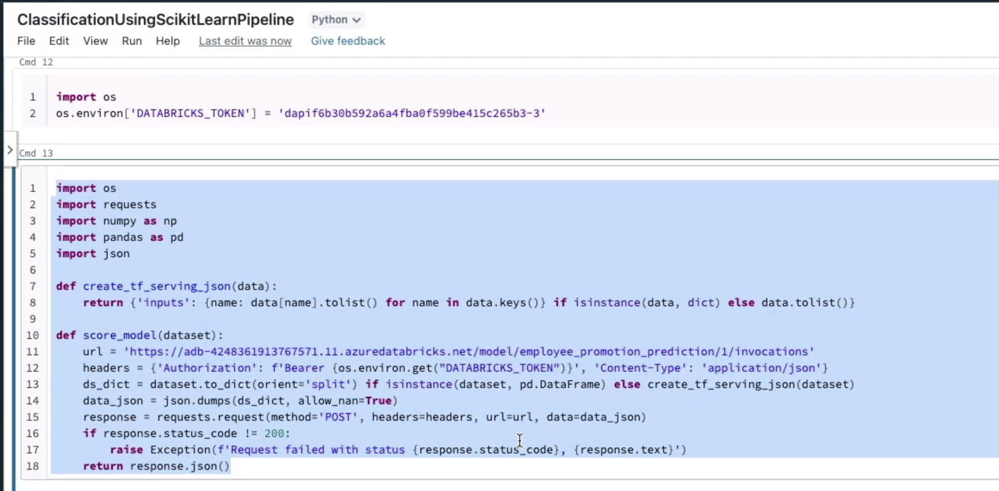 ClassificationUsingScikitLearnPipeline Python
File Edit View Run Help Last edit was now Give feedback
Cmd 12
1 import os
2 os.environ['DATABRICKS_TOKEN'] = 'dapif6b30b592a6a4fba0f599be415c265b3-3'
Cmd 13
1 import os
2 import requests
3 import numpy as np
4 import pandas as pd
5 import json
6
7 def create_tf_serving_json(data):
8     return {'inputs': {name: data[name].tolist() for name in data.keys()} if isinstance(data, dict) else data.tolist()}
9
10 def score_model(dataset):
11     url = 'https://adb-4248361913767571.11.azuredatabricks.net/model/employee_promotion_prediction/1/invocations'
12     headers = {'Authorization': f'Bearer {os.environ.get("DATABRICKS_TOKEN")}', 'Content-Type': 'application/json'}
13     ds_dict = dataset.to_dict(orient='split') if isinstance(dataset, pd.DataFrame) else create_tf_serving_json(dataset)
14     data_json = json.dumps(ds_dict, allow_nan=True)
15     response = requests.request(method='POST', headers=headers, url=url, data=data_json)
16     if response.status_code != 200:
17         raise Exception(f'Request failed with status {response.status_code}, {response.text}')
18     return response.json()